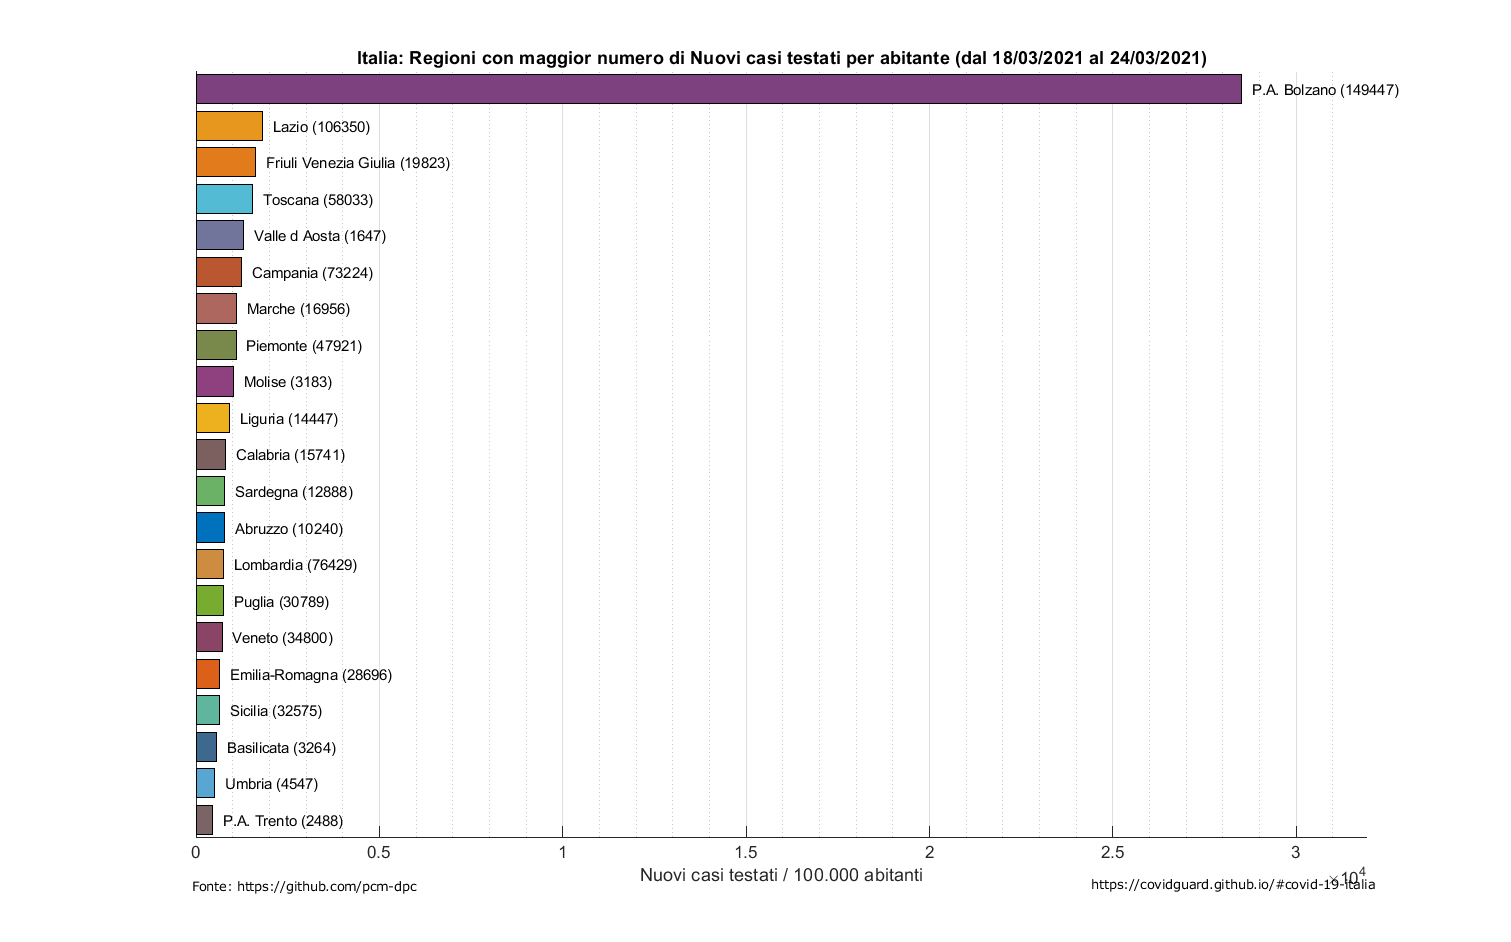 Italia: Regioni con maggior numero di Nuovi casi testati per abitante (dal 18/03/2021 al 24/03/2021)
P.A. Bolzano (149447)
Lazio (106350)
Friuli Venezia Giulia (19823)
Toscana (58033)
Valle d Aosta (1647)
Campania (73224)
Marche (16956)
Piemonte (47921)
Molise (3183)
Liguria (14447)
Calabria (15741)
Sardegna (12888)
Abruzzo (10240)
Lombardia (76429)
Puglia (30789)
Veneto (34800)
Emilia-Romagna (28696)
Sicilia (32575)
Basilicata (3264)
Umbria (4547)
P.A. Trento (2488)
0 0.5 1 1.5 2 2.5 3
×10⁴
Nuovi casi testati / 100.000 abitanti
Fonte: https://github.com/pcm-dpc
https://covidguard.github.io/#covid-19-italia